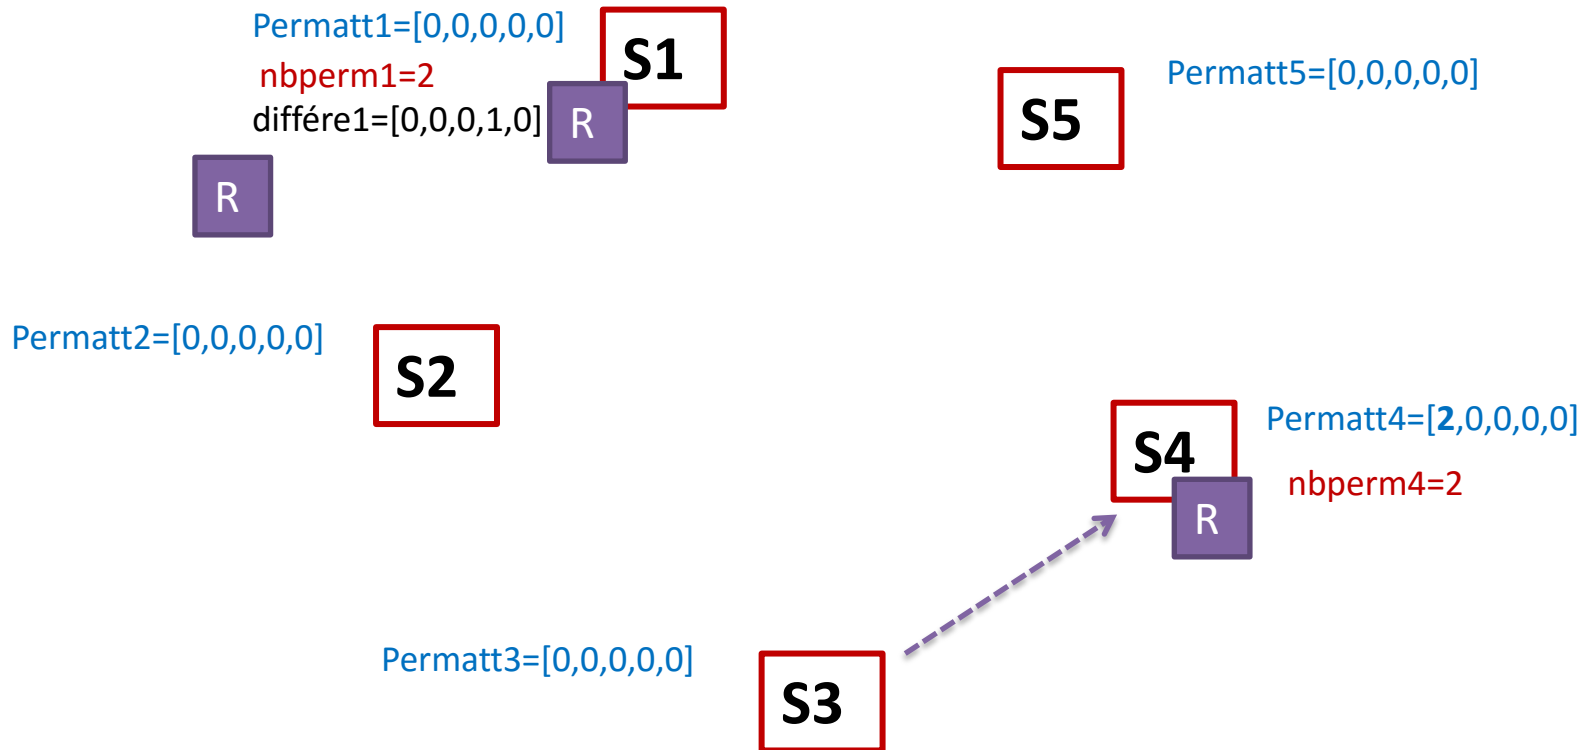 Permatt1=[0,0,0,0,0]
S1
nbperm1=2
Permatt5=[0,0,0,0,0]
différe1=[0,0,0,1,0]
R
S5
R
Permatt2=[0,0,0,0,0]
S2
Permatt4=[2,0,0,0,0]
S4
nbperm4=2
R
Permatt3=[0,0,0,0,0]
S3